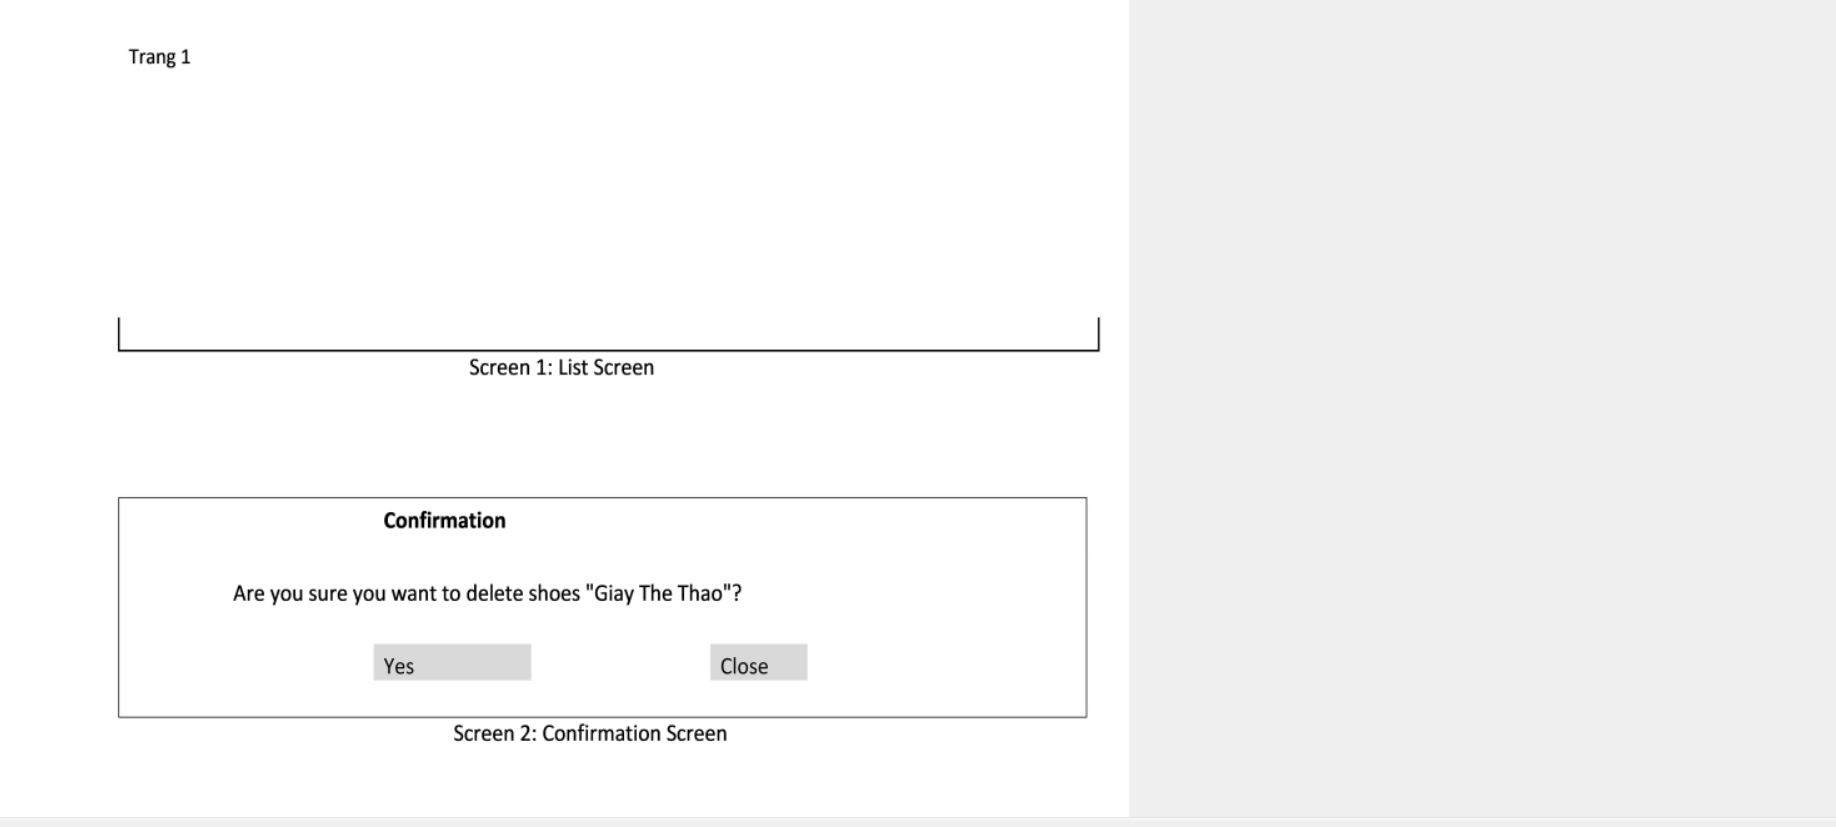 Trang 1
Screen 1: List Screen
Confirmation
Are you sure you want to delete shoes "Giay The Thao"?
Yes
Close
Screen 2: Confirmation Screen